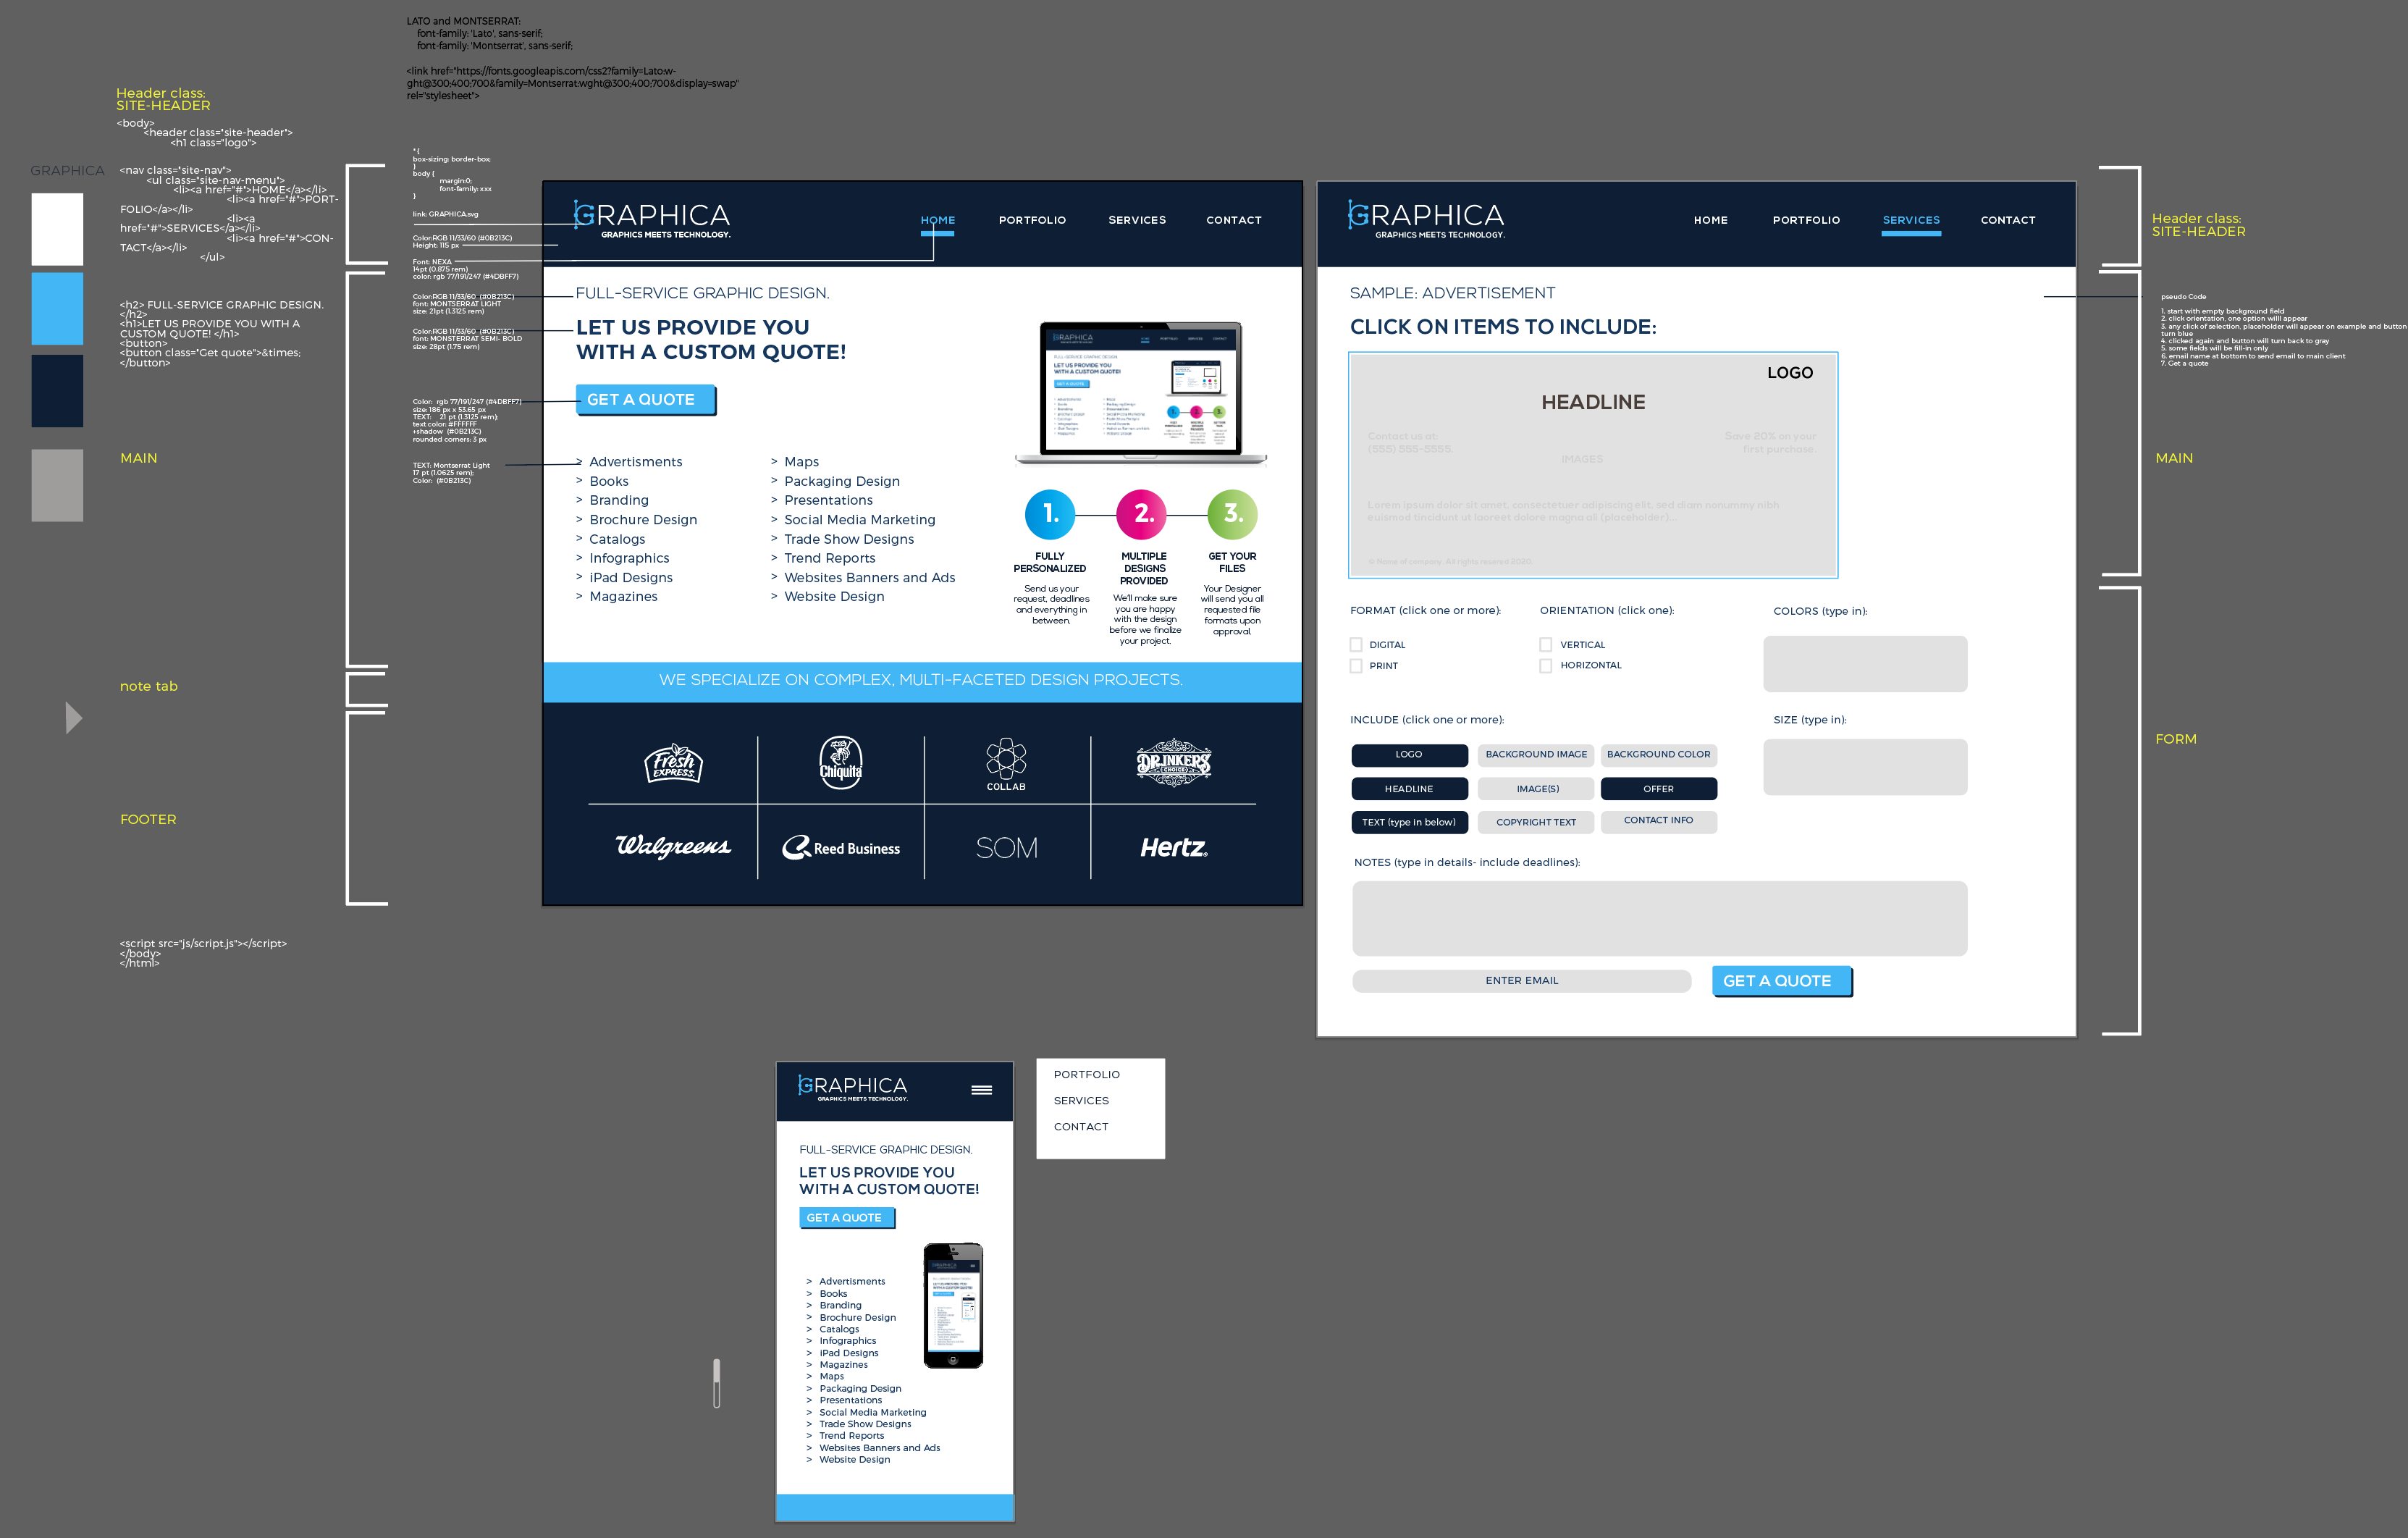 LATO and MONTSERRAT:
font-family: 'Lato', sans-serif;
font-family: 'Montserrat', sans-serif;
<link href="https://fonts.googleapis.com/css2?family=Lato:w-
ght@300;400;700&family=Montserrat:wght@300;400;700&display=swap"
rel="stylesheet">
Header class:
SITE-HEADER
<body>
<header class="site-header">
<h1 class="logo">
GRAPHICA
<nav class="site-nav">
<ul class="site-nav-menu">
<li><a href="#">HOME</a></li>
<li><a href="#">PORT-
FOLIO</a></li>
<li><a
href="#">SERVICES</a></li>
<li><a href="#">CON-
TACT</a></li>
</ul>
<h2> FULL-SERVICE GRAPHIC DESIGN.
</h2>
<h1>LET US PROVIDE YOU WITH A
CUSTOM QUOTE! </h1>
<button>
<button class="Get quote">&times;
</button>
MAIN
note tab
FOOTER
<script src="js/script.js"></script>
</body>
</html>
* {
box-sizing: border-box;
}
body {
margin:0;
font-family: xxx
}
link: GRAPHICA.svg
Color:RGB 11/33/60 (#0B213C)
Height: 115 px
Font: NEXA
14pt (0.875 rem)
color: rgb 77/191/247 (#4DBFF7)
Color:RGB 11/33/60 (#0B213C)
font: MONTSERRAT LIGHT
size: 21pt (1.3125 rem)
Color:RGB 11/33/60 (#0B213C)
font: MONSTERRAT SEMI- BOLD
size: 28pt (1.75 rem)
Color: rgb 77/191/247 (#4DBFF7)
size: 186 px x 53.65 px
TEXT: 21 pt (1.3125 rem);
text color: #FFFFFF
+shadow (#0B213C)
rounded corners: 3 px
TEXT: Montserrat Light
17 pt (1.0625 rem);
Color: (#0B213C)
GRAPHICA
GRAPHICS MEETS TECHNOLOGY.
HOME PORTFOLIO SERVICES CONTACT
FULL-SERVICE GRAPHIC DESIGN.
LET US PROVIDE YOU
WITH A CUSTOM QUOTE!
GET A QUOTE
> Advertisments
> Books
> Branding
> Brochure Design
> Catalogs
> Infographics
> iPad Designs
> Magazines
> Maps
> Packaging Design
> Presentations
> Social Media Marketing
> Trade Show Designs
> Trend Reports
> Websites Banners and Ads
> Website Design
1. 2. 3.
FULLY
PERSONALIZED
Send us your
request, deadlines
and everything in
between.
MULTIPLE
DESIGNS
PROVIDED
We'll make sure
you are happy
with the design
before we finalize
your project.
GET YOUR
FILES
Your Designer
will send you all
requested file
formats upon
approval.
WE SPECIALIZE ON COMPLEX, MULTI-FACETED DESIGN PROJECTS.
Fresh
EXPRESS.
Chiquita
COLLAB
DRINKERS
CHOICE
Walgreens
Reed Business
SOM
Hertz
GRAPHICA
GRAPHICS MEETS TECHNOLOGY.
HOME PORTFOLIO SERVICES CONTACT
SAMPLE: ADVERTISEMENT
CLICK ON ITEMS TO INCLUDE:
LOGO
HEADLINE
Contact us at:
(555) 555-5555.
Save 20% on your
first purchase.
IMAGES
Lorem ipsum dolor sit amet, consectetuer adipiscing elit, sed diam nonummy nibh
euismod tincidunt ut laoreet dolore magna ali (placeholder)...
© Name of company. All rights reserved 2020.
FORMAT (click one or more):
DIGITAL
PRINT
ORIENTATION (click one):
VERTICAL
HORIZONTAL
COLORS (type in):
INCLUDE (click one or more):
LOGO BACKGROUND IMAGE BACKGROUND COLOR
HEADLINE IMAGE(S) OFFER
TEXT (type in below) COPYRIGHT TEXT CONTACT INFO
SIZE (type in):
NOTES (type in details- include deadlines):
ENTER EMAIL
GET A QUOTE
Header class:
SITE-HEADER
pseudo Code
1. start with empty background field
2. click orientation, one option willl appear
3. any click of selection, placeholder will appear on example and button
turn blue
4. clicked again and button will turn back to gray
5. some fields will be fill-in only
6. email name at bottom to send email to main client
7. Get a quote
MAIN
FORM
GRAPHICA
GRAPHICS MEETS TECHNOLOGY.
FULL-SERVICE GRAPHIC DESIGN.
LET US PROVIDE YOU
WITH A CUSTOM QUOTE!
GET A QUOTE
> Advertisments
> Books
> Branding
> Brochure Design
> Catalogs
> Infographics
> iPad Designs
> Magazines
> Maps
> Packaging Design
> Presentations
> Social Media Marketing
> Trade Show Designs
> Trend Reports
> Websites Banners and Ads
> Website Design
PORTFOLIO
SERVICES
CONTACT